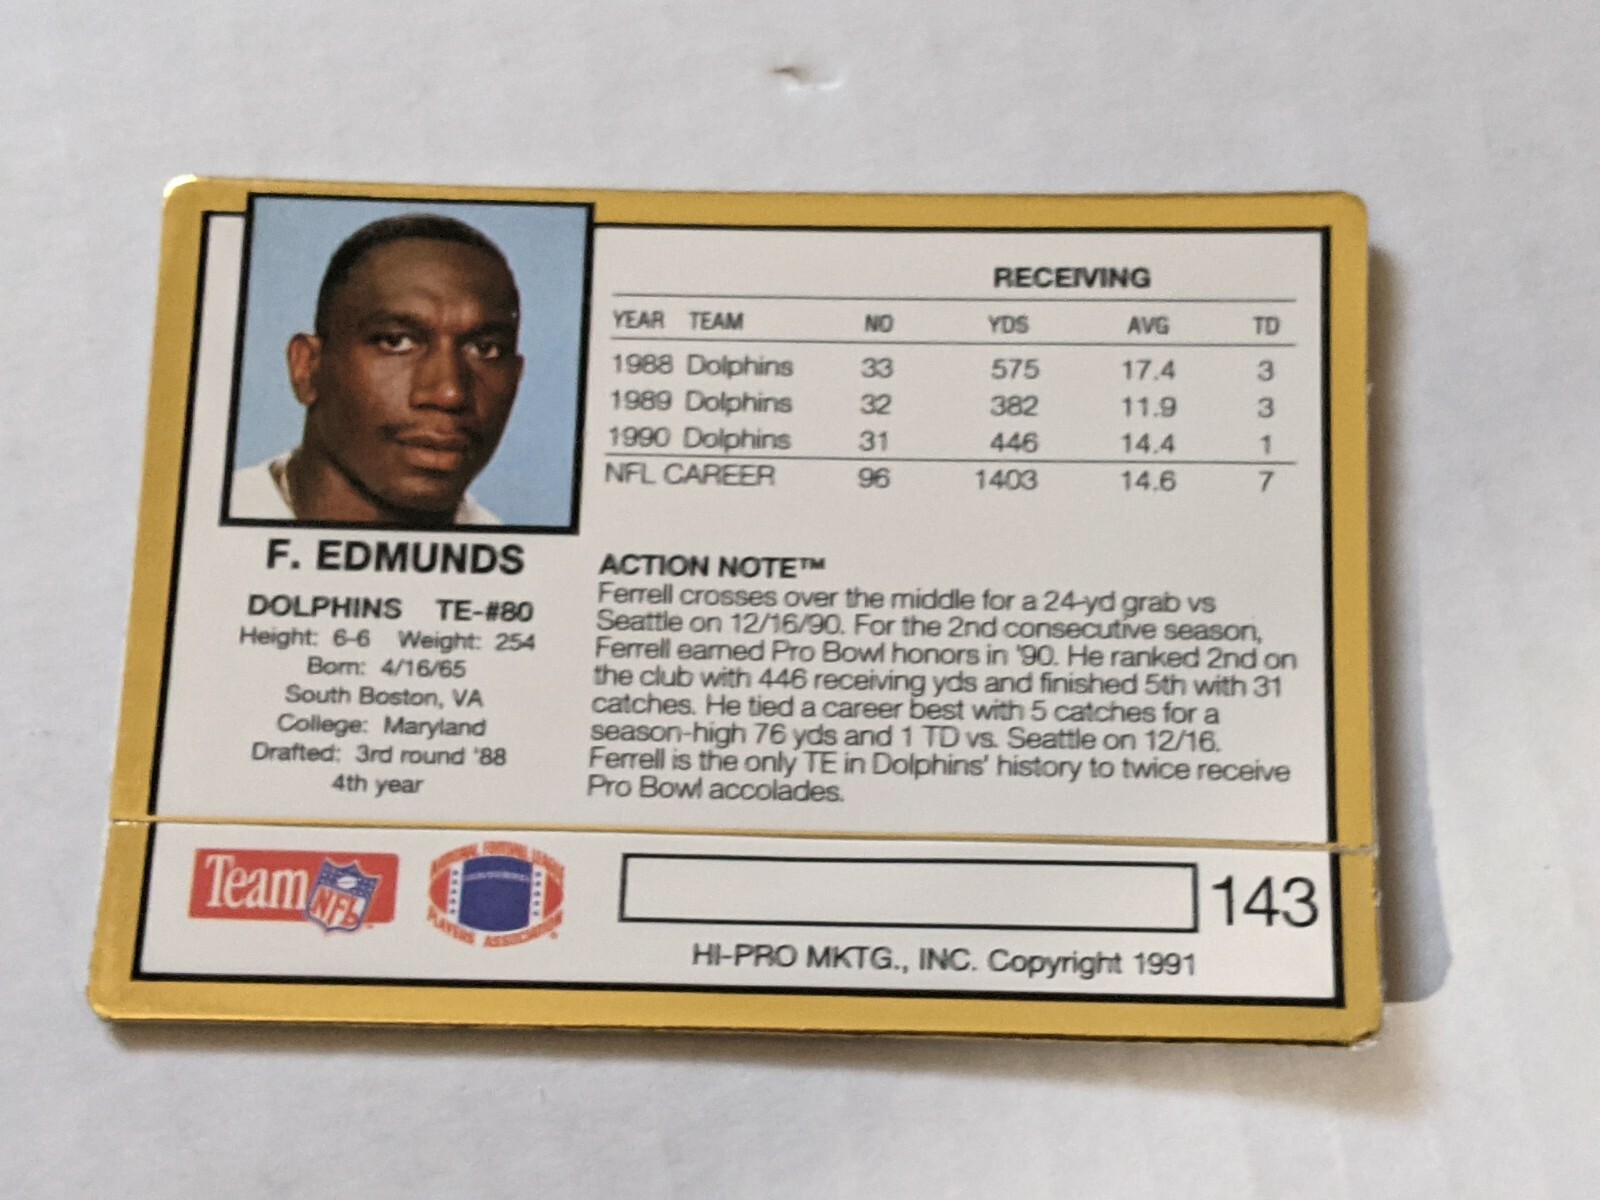 RECEIVING
YEAR TEAM NO YDS AVG TD
1988 Dolphins 33 575 17.4 3
1989 Dolphins 32 382 11.9 3
1990 Dolphins 31 446 14.4 1
NFL CAREER 96 1403 14.6 7
F. EDMUNDS
DOLPHINS TE-#80
Height: 6-6 Weight: 254
Born: 4/16/65
South Boston, VA
College: Maryland
Drafted: 3rd round '88
4th year
ACTION NOTE™
Ferrell crosses over the middle for a 24-yd grab vs
Seattle on 12/16/90. For the 2nd consecutive season,
Ferrell earned Pro Bowl honors in '90. He ranked 2nd on
the club with 446 receiving yds and finished 5th with 31
catches. He tied a career best with 5 catches for a
season-high 76 yds and 1 TD vs. Seattle on 12/16.
Ferrell is the only TE in Dolphins' history to twice receive
Pro Bowl accolades.
Team NFL
NATIONAL FOOTBALL LEAGUE
PLAYERS ASSOCIATION
143
HI-PRO MKTG., INC. Copyright 1991